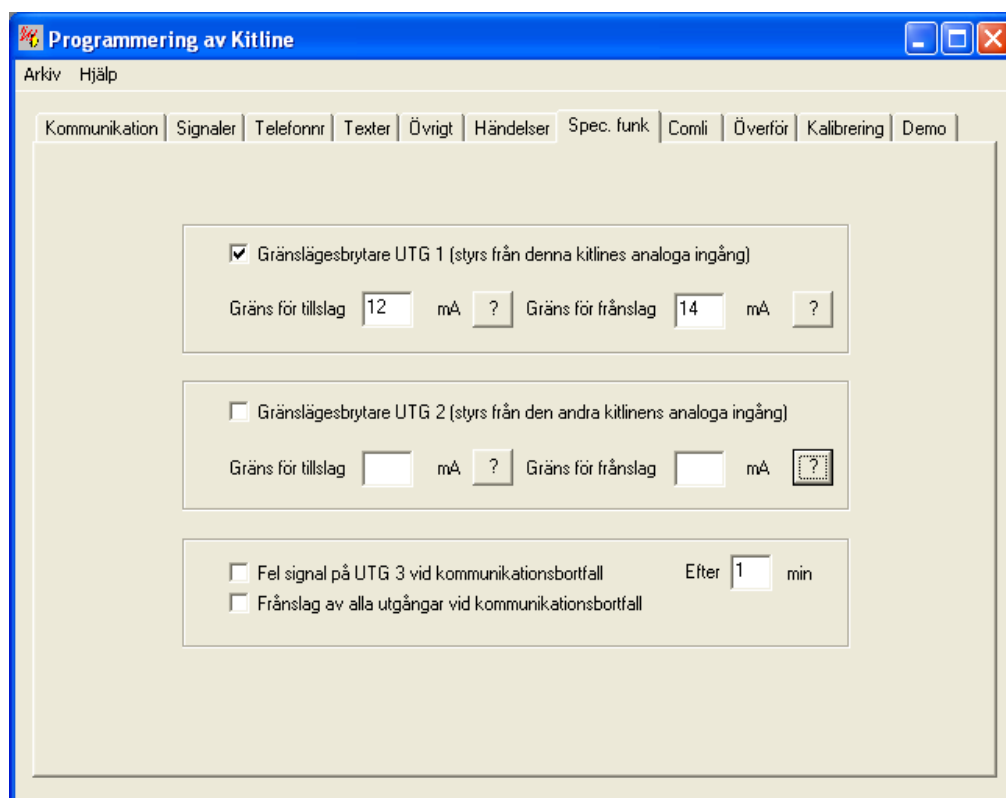 Programmering av Kitline
Arkiv Hjälp
Kommunikation Signaler Telefonnr Texter Övrigt Händelser Spec. funk Comli Överför Kalibrering Demo
Gränslägesbrytare UTG 1 (styrs från denna kitlines analoga ingång)
Gräns för tillslag 12 mA ? Gräns för frånslag 14 mA ?
Gränslägesbrytare UTG 2 (styrs från den andra kitlinens analoga ingång)
Gräns för tillslag mA ? Gräns för frånslag mA ?
Fel signal på UTG 3 vid kommunikationsbortfall Efter 1 min
Frånslag av alla utgångar vid kommunikationsbortfall